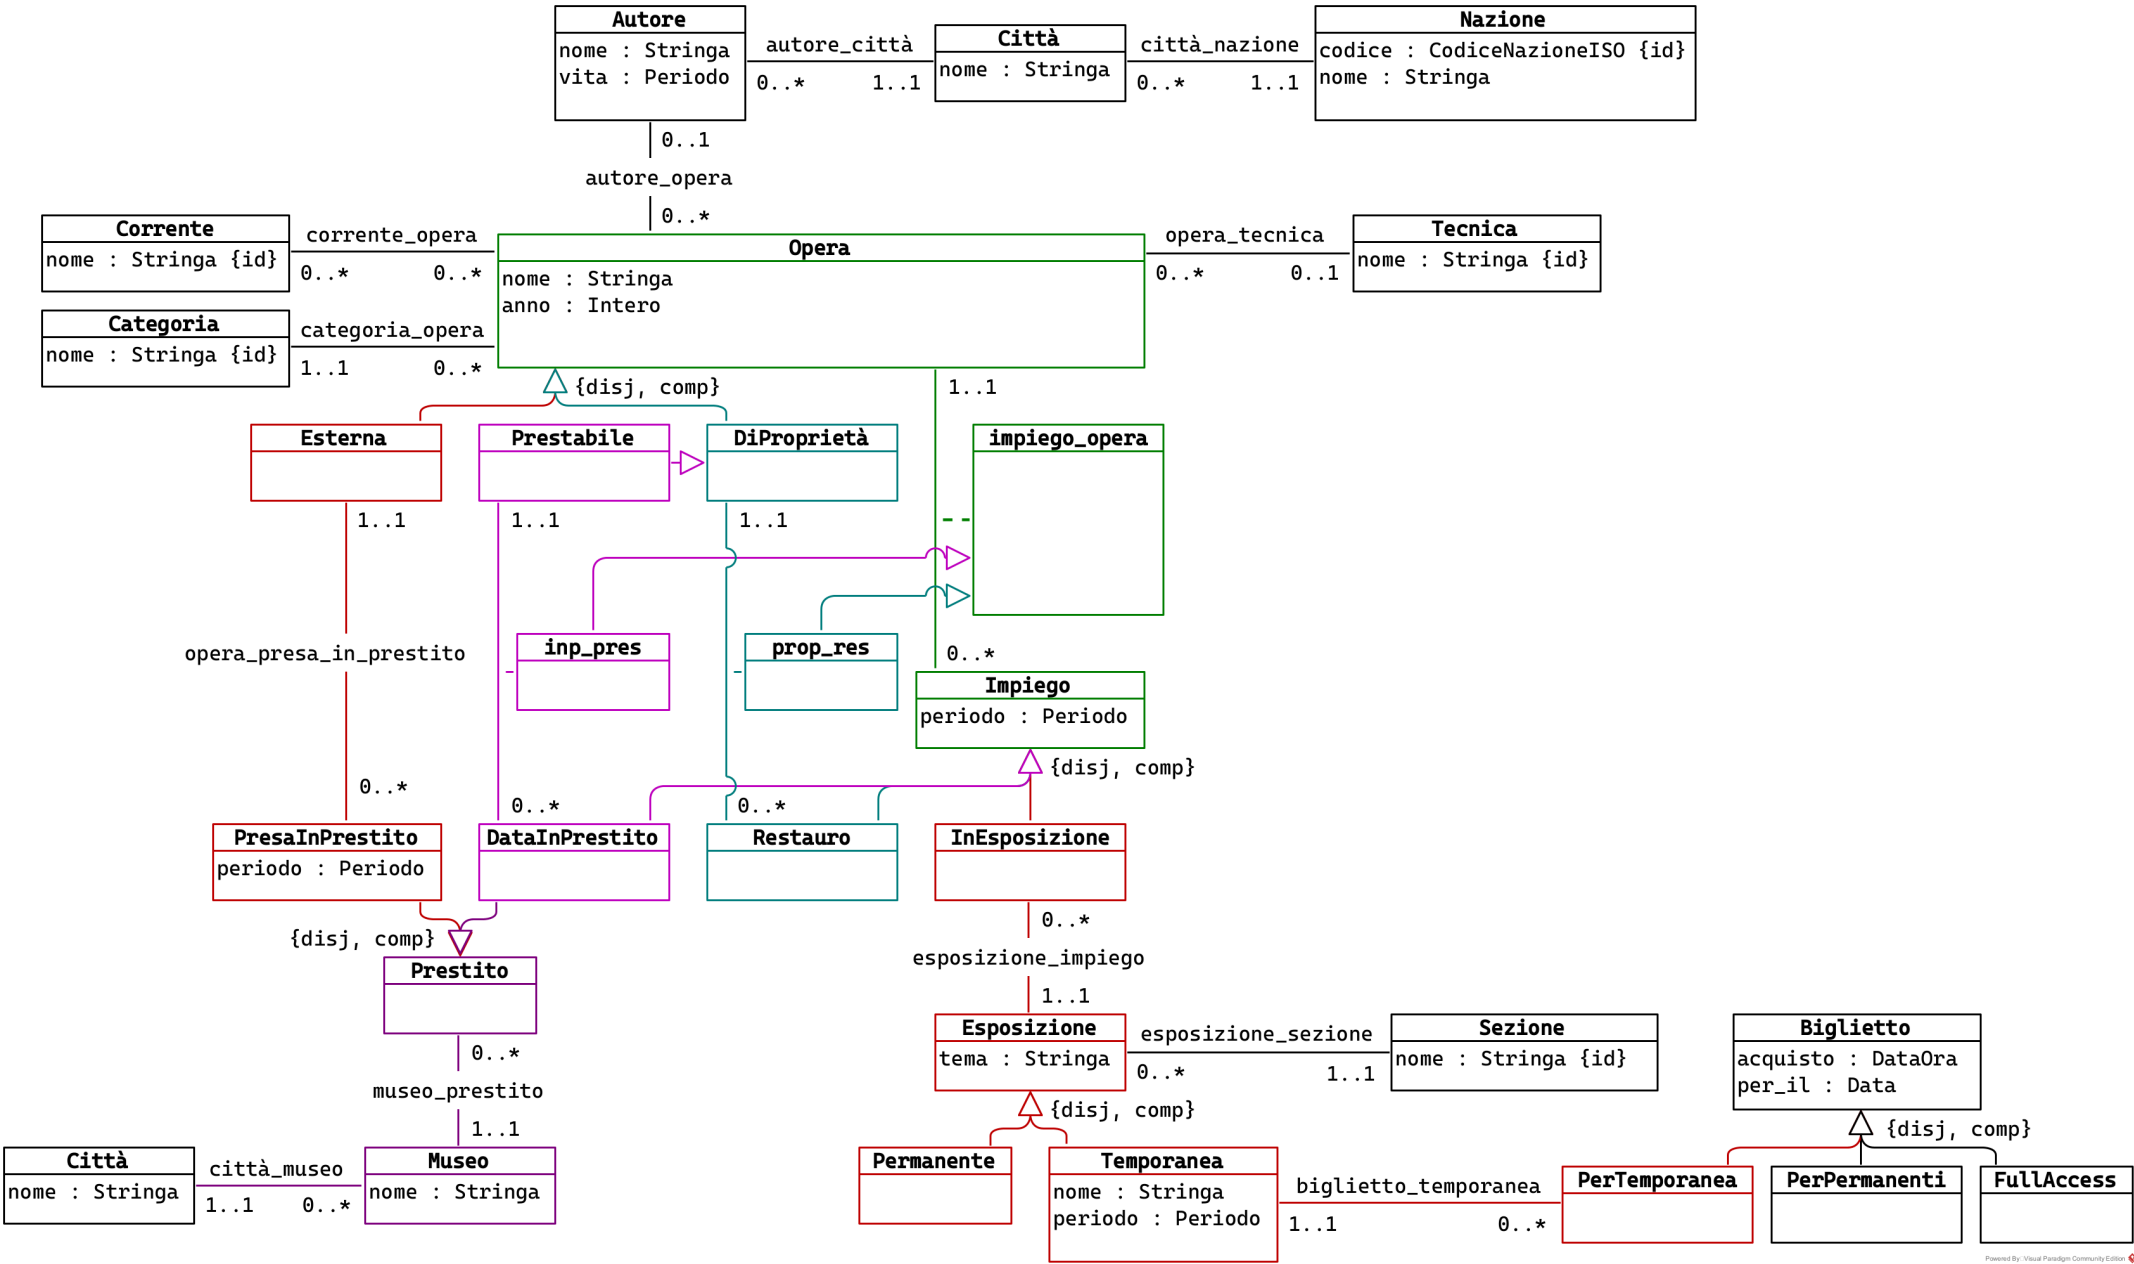 Autore
nome : Stringa
vita : Periodo
autore_città
0..*
1..1
Città
nome : Stringa
città_nazione
0..*
1..1
Nazione
codice : CodiceNazioneISO {id}
nome : Stringa
0..1
autore_opera
0..*
Corrente
nome : Stringa {id}
corrente_opera
0..*
0..*
Opera
nome : Stringa
anno : Intero
opera_tecnica
0..*
0..1
Tecnica
nome : Stringa {id}
Categoria
nome : Stringa {id}
categoria_opera
1..1
0..*
{disj, comp}
1..1
Esterna
Prestabile
DiProprietà
impiego_opera
1..1
1..1
1..1
opera_presa_in_prestito
inp_pres
prop_res
0..*
Impiego
periodo : Periodo
{disj, comp}
0..*
0..*
0..*
PresaInPrestito
periodo : Periodo
DataInPrestito
Restauro
InEsposizione
{disj, comp}
0..*
esposizione_impiego
1..1
Prestito
0..*
museo_prestito
1..1
Esposizione
tema : Stringa
esposizione_sezione
0..*
1..1
Sezione
nome : Stringa {id}
Biglietto
acquisto : DataOra
per_il : Data
{disj, comp}
{disj, comp}
Città
nome : Stringa
città_museo
1..1
0..*
Museo
nome : Stringa
Permanente
Temporanea
nome : Stringa
periodo : Periodo
biglietto_temporanea
1..1
0..*
PerTemporanea
PerPermanenti
FullAccess
Powered By: Visual Paradigm Community Edition